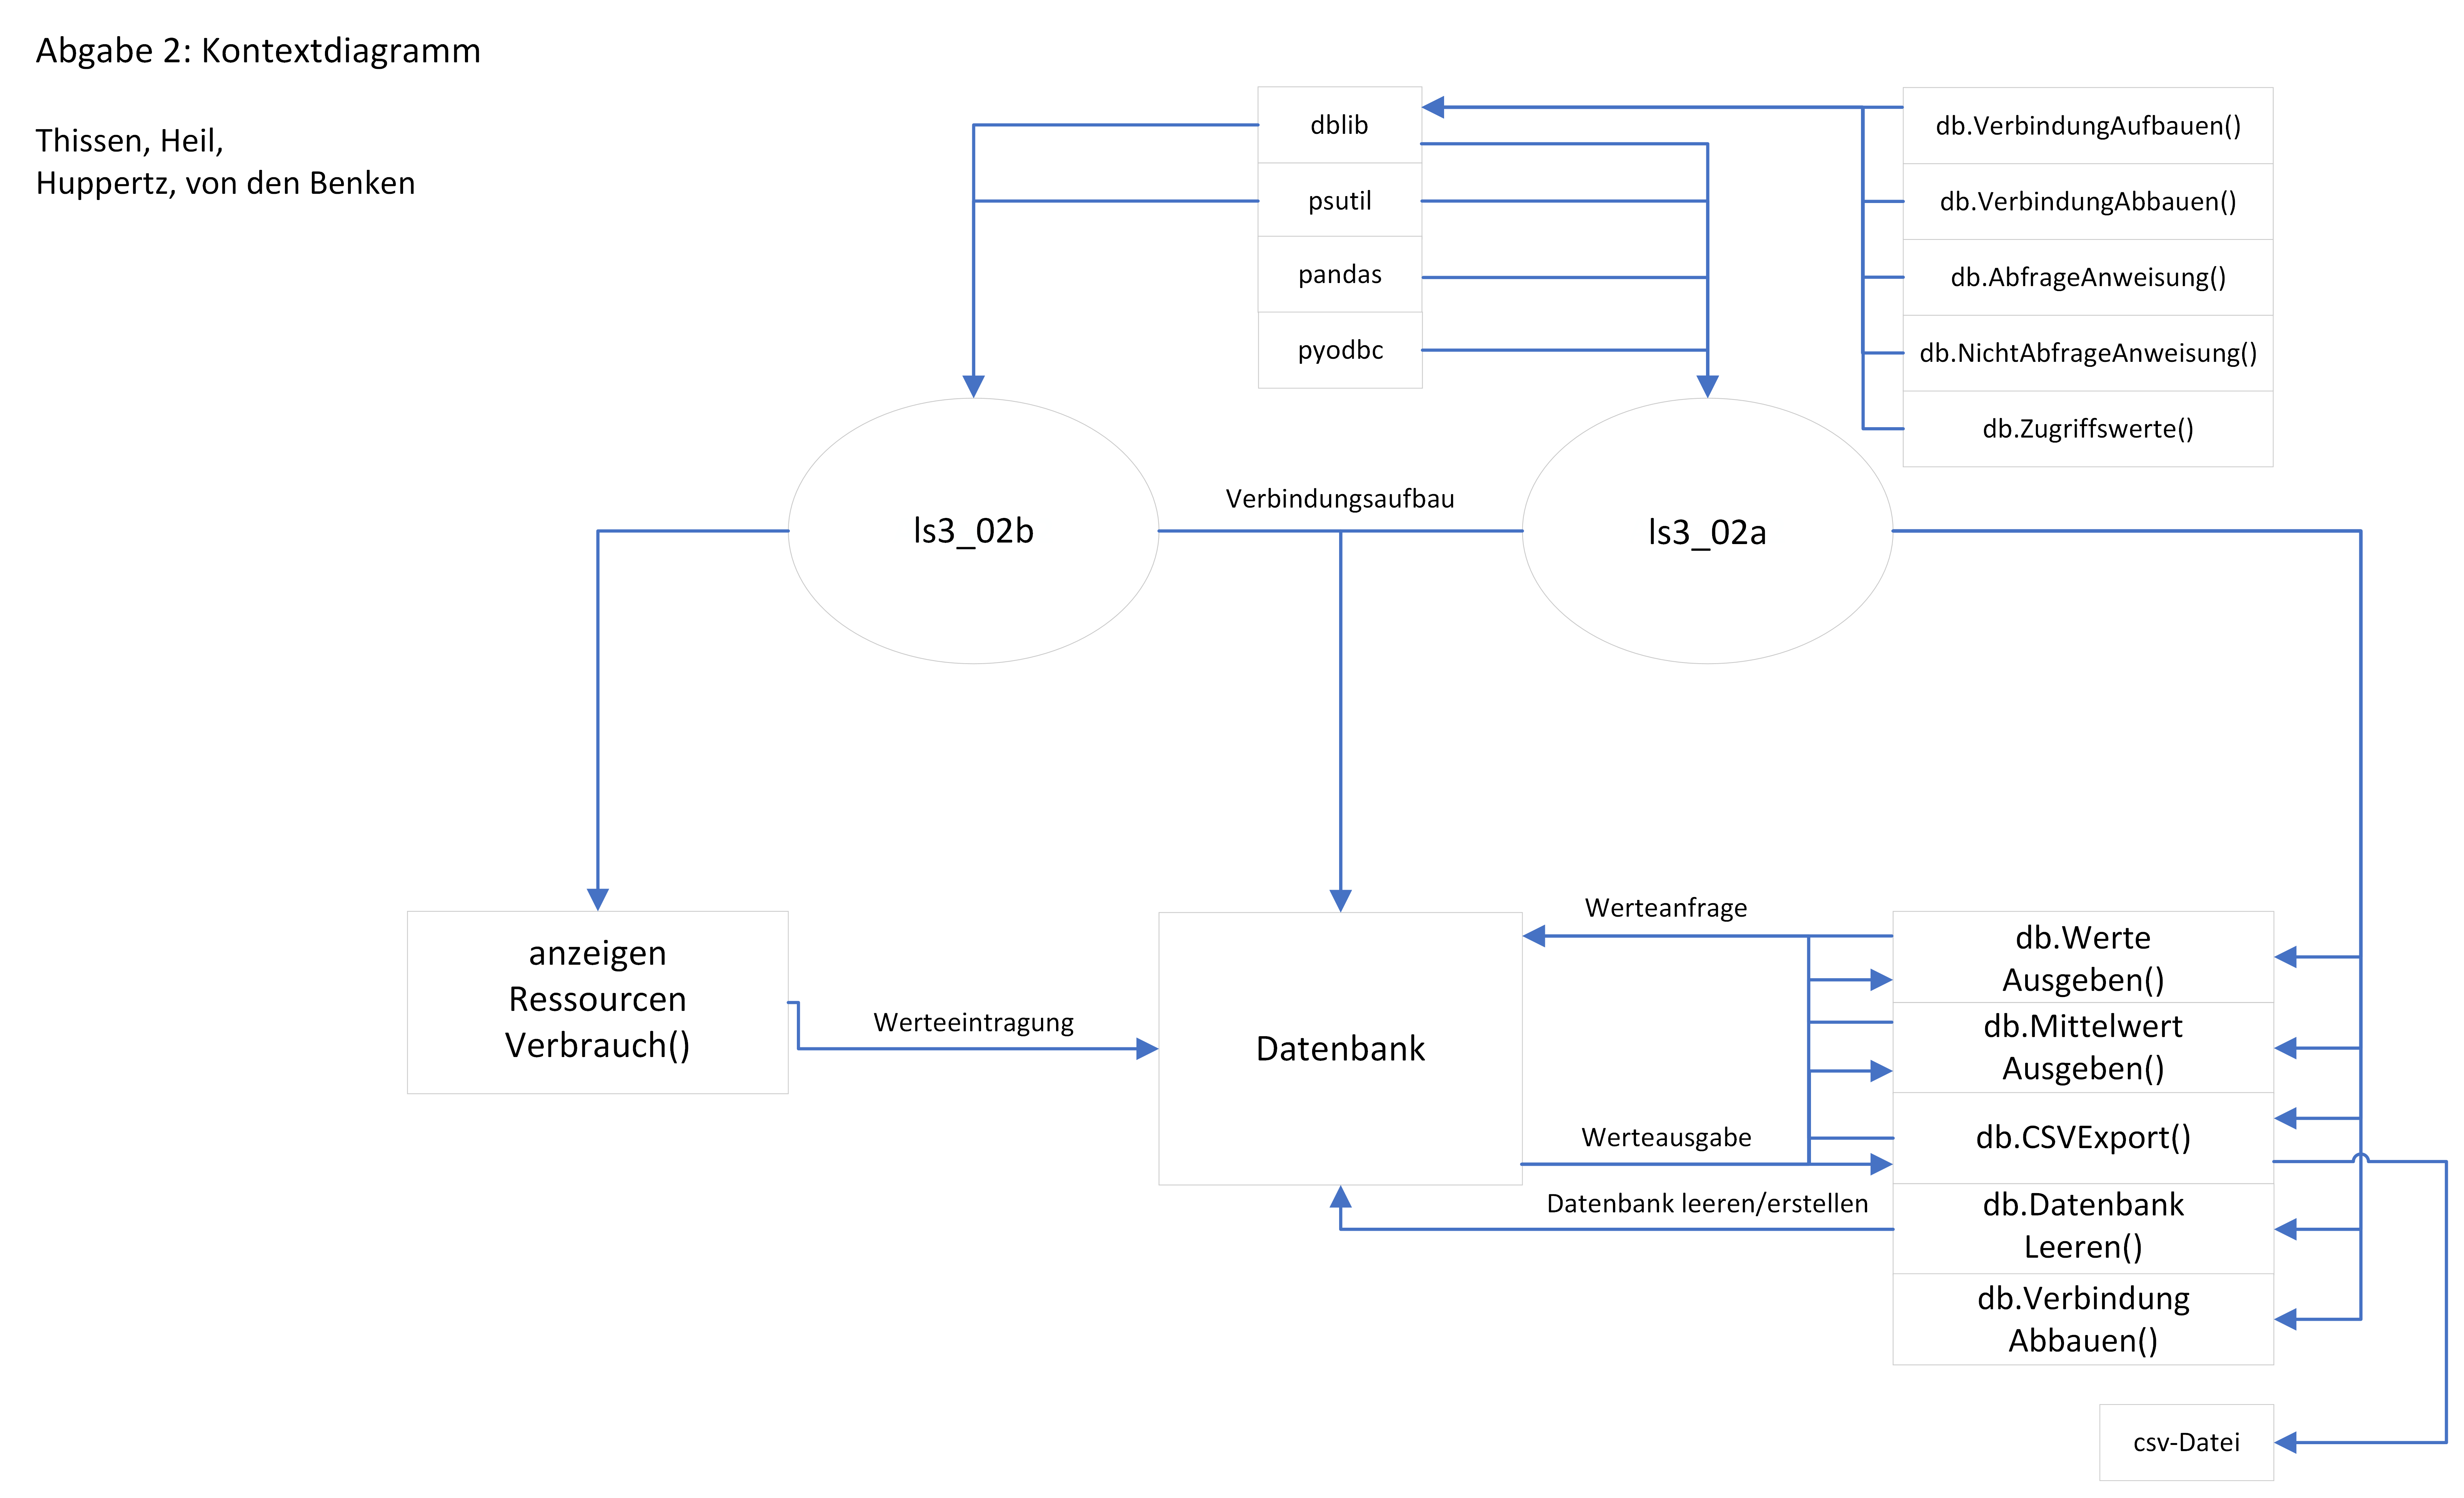 Abgabe 2: Kontextdiagramm
Thissen, Heil,
Huppertz, von den Benken
dblib
psutil
pandas
pyodbc
db.VerbindungAufbauen()
db.VerbindungAbbauen()
db.AbfrageAnweisung()
db.NichtAbfrageAnweisung()
db.Zugriffswerte()
ls3_02b
Verbindungsaufbau
ls3_02a
anzeigen
Ressourcen
Verbrauch()
Werteeintragung
Datenbank
Werteanfrage
Werteausgabe
Datenbank leeren/erstellen
db.Werte
Ausgeben()
db.Mittelwert
Ausgeben()
db.CSVExport()
db.Datenbank
Leeren()
db.Verbindung
Abbauen()
csv-Datei